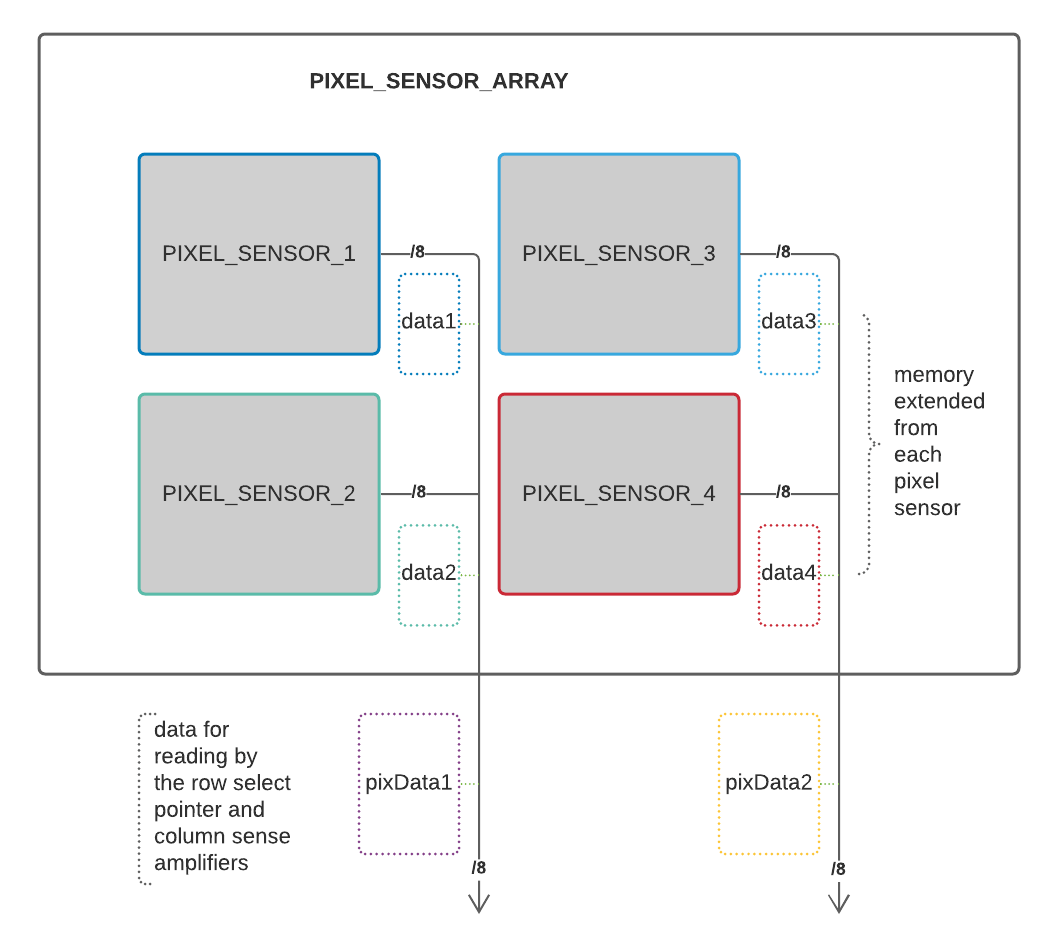 PIXEL_SENSOR_ARRAY
PIXEL_SENSOR_1
/8
PIXEL_SENSOR_3
/8
data1
data3
memory
extended
from
each
pixel
sensor
PIXEL_SENSOR_2
/8
PIXEL_SENSOR_4
/8
data2
data4
data for
reading by
the row select
pointer and
column sense
amplifiers
pixData1
pixData2
/8
/8